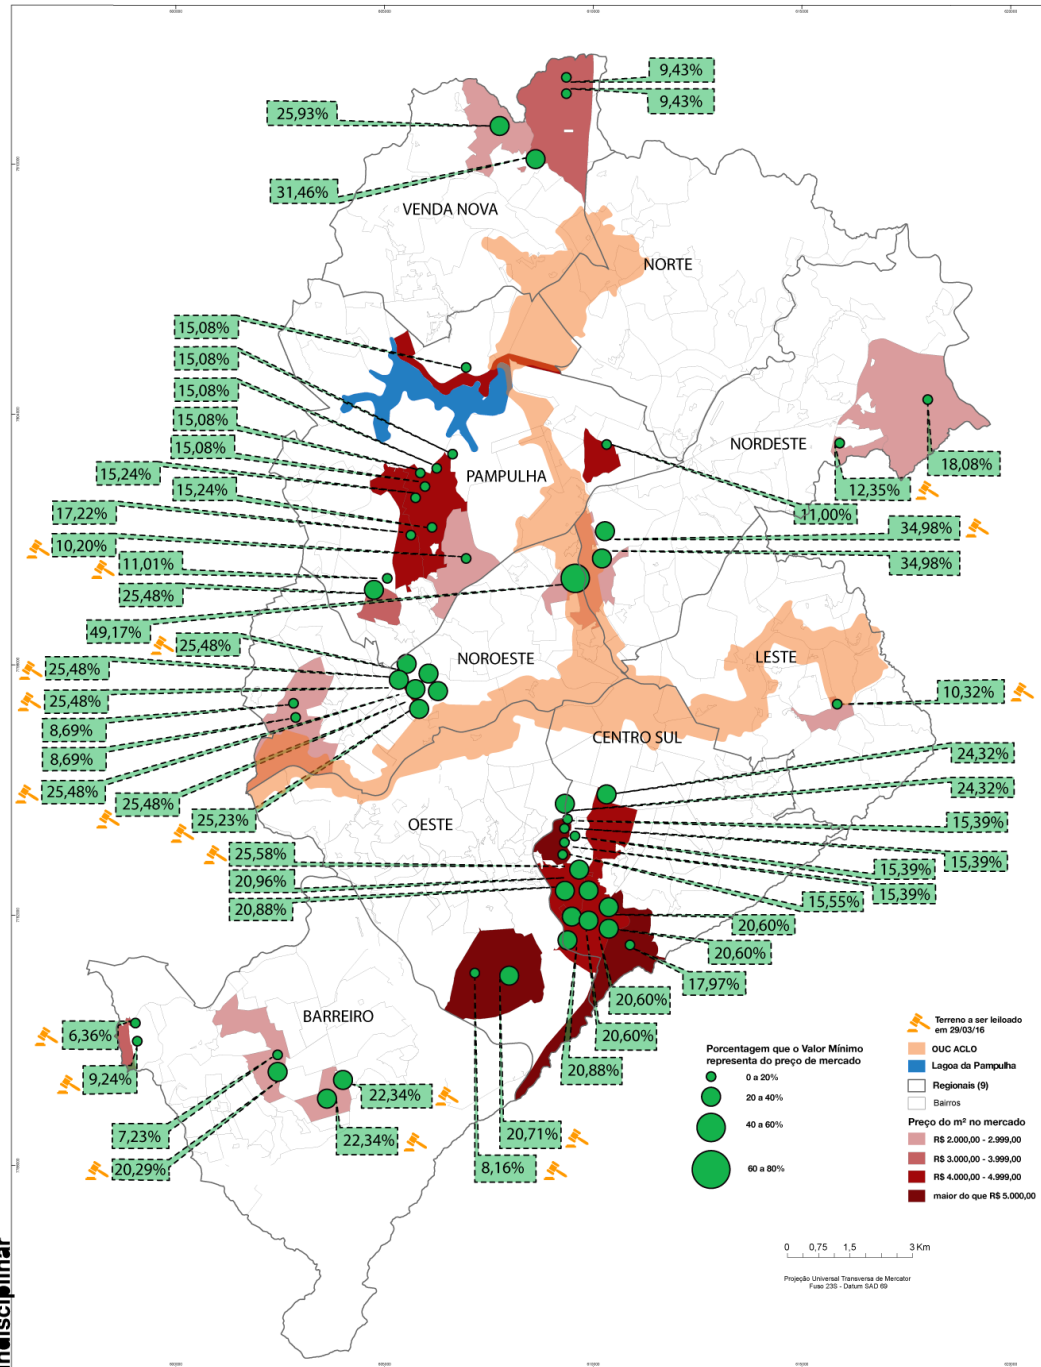 9,43%
9,43%
25,93%
31,46%
VENDA NOVA
NORTE
15,08%
15,08%
15,08%
15,08%
15,08%
15,24%
15,24%
17,22%
10,20%
11,01%
25,48%
49,17%
PAMPULHA
NORDESTE
18,08%
12,35%
11,00%
34,98%
34,98%
25,48%
25,48%
25,48%
8,69%
8,69%
25,48%
25,48%
25,23%
NOROESTE
LESTE
10,32%
CENTRO SUL
OESTE
24,32%
24,32%
15,39%
15,39%
15,39%
15,39%
15,55%
25,58%
20,96%
20,88%
20,60%
20,60%
17,97%
20,60%
20,60%
20,88%
BARREIRO
6,36%
9,24%
7,23%
20,29%
22,34%
22,34%
20,71%
8,16%
Porcentagem que o Valor Mínimo
representa do preço de mercado
0 a 20%
20 a 40%
40 a 60%
60 a 80%
Terreno a ser leiloado
em 29/03/16
OUC ACLO
Lagoa da Pampulha
Regionais (9)
Bairros
Preço do m² no mercado
R$ 2.000,00 - 2.999,00
R$ 3.000,00 - 3.999,00
R$ 4.000,00 - 4.999,00
maior do que R$ 5.000,00
0 0,75 1,5 3 Km
Projeção Universal Transversa de Mercator
Fuso 23S - Datum SAD 69
Indisciplinar